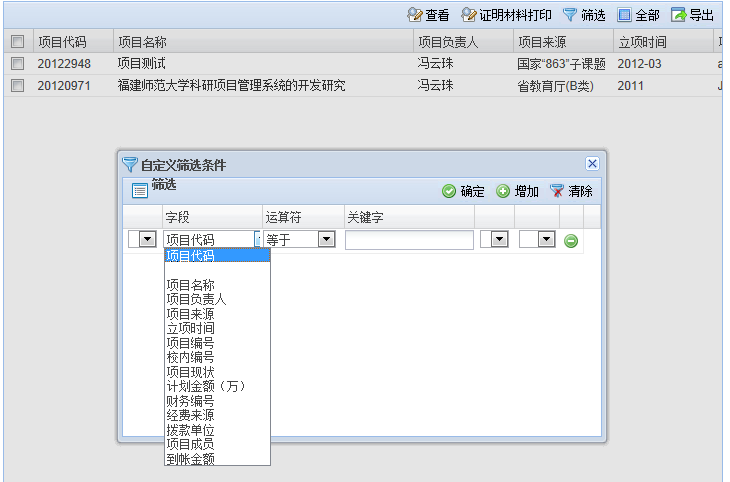 查看 证明材料打印 筛选 全部 导出
项目代码 项目名称 项目负责人 项目来源 立项时间
20122948 项目测试 冯云珠 国家“863”子课题 2012-03
20120971 福建师范大学科研项目管理系统的开发研究 冯云珠 省教育厅(B类) 2011
自定义筛选条件
筛选 确定 增加 清除
字段 运算符 关键字
项目代码 等于
项目代码
项目名称
项目负责人
项目来源
立项时间
项目编号
校内编号
项目现状
计划金额（万）
财务编号
经费来源
拨款单位
项目成员
到帐金额